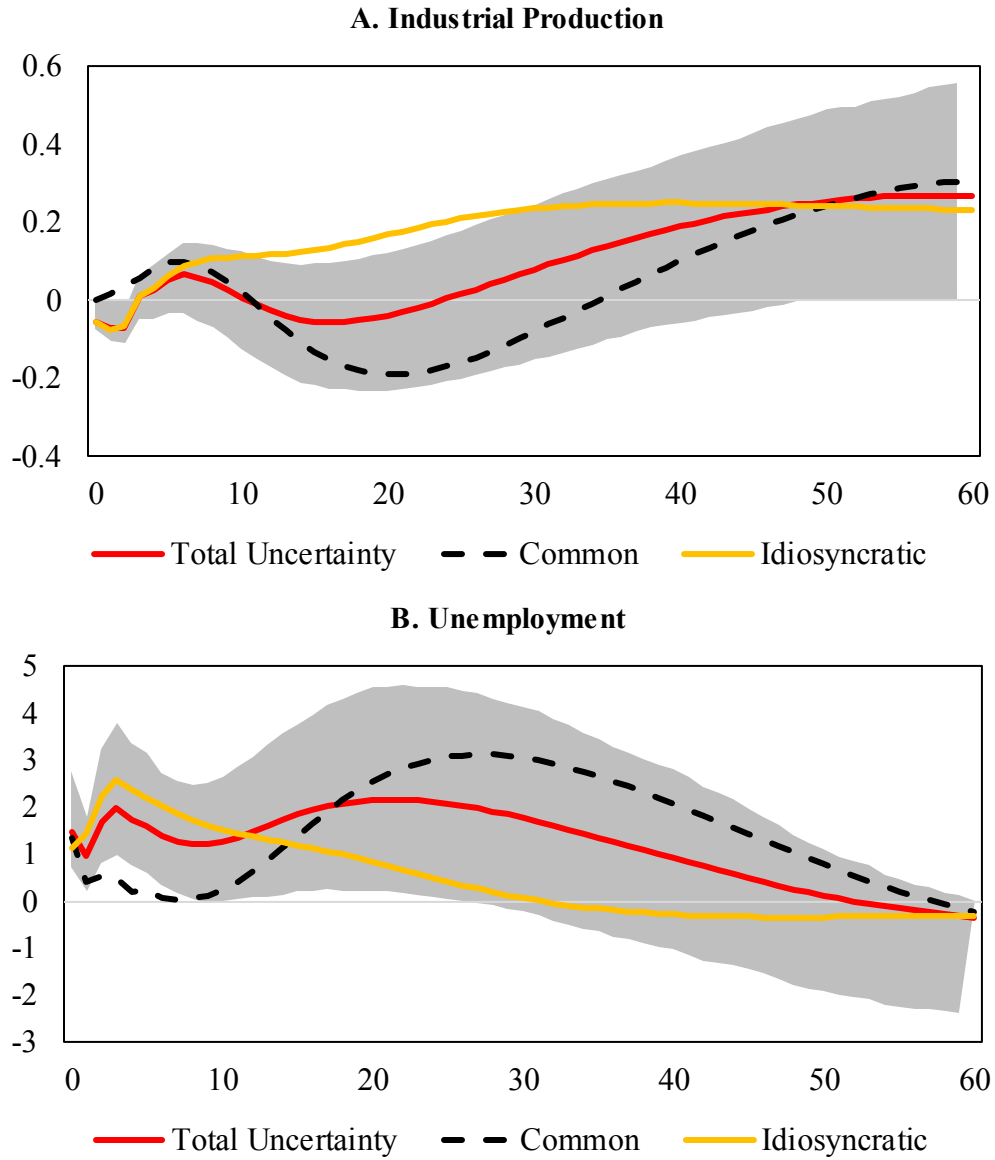 A. Industrial Production
0.6
0.4
0.2
0
-0.2
-0.4
0 10 20 30 40 50 60
Total Uncertainty Common Idiosyncratic
B. Unemployment
5
4
3
2
1
0
-1
-2
-3
0 10 20 30 40 50 60
Total Uncertainty Common Idiosyncratic